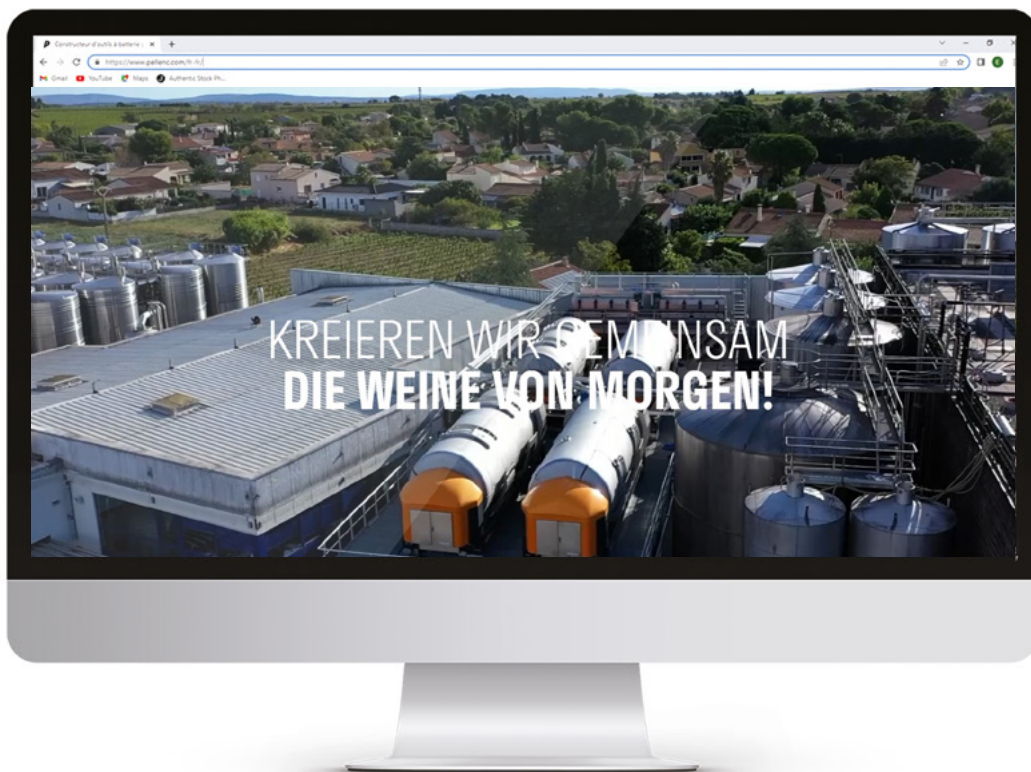 Constructeur d'outils à batterie
https://www.pellenc.com/fr-fr/
Gmail YouTube Maps Authentic Stock Ph...
KREIEREN WIR GEMEINSAM
DIE WEINE VON MORGEN!